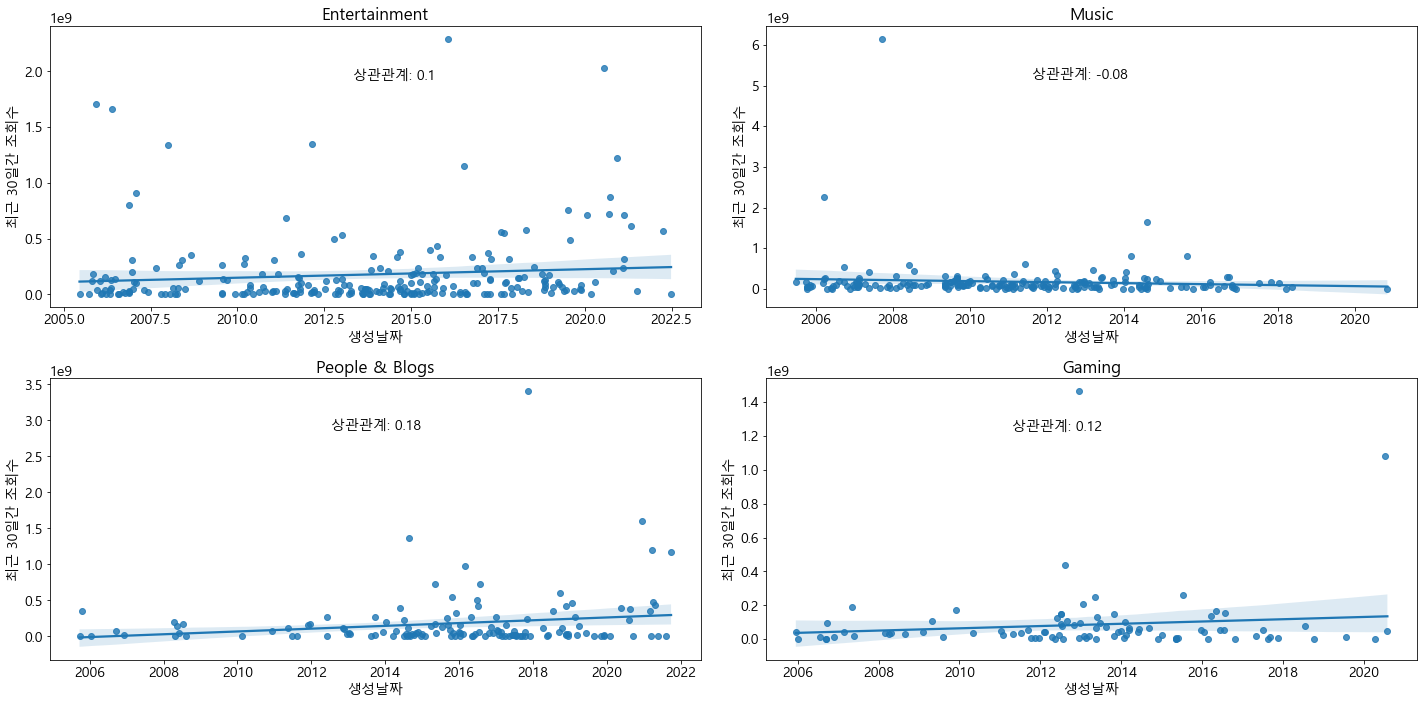 Entertainment
1e9
상관관계: 0.1
최근 30일간 조회수
2.0
1.5
1.0
0.5
0.0
2005.0 2007.5 2010.0 2012.5 2015.0 2017.5 2020.0 2022.5
생성날짜
Music
1e9
상관관계: -0.08
최근 30일간 조회수
6
5
4
3
2
1
0
2006 2008 2010 2012 2014 2016 2018 2020
생성날짜
People & Blogs
1e9
상관관계: 0.18
최근 30일간 조회수
3.5
3.0
2.5
2.0
1.5
1.0
0.5
0.0
2006 2008 2010 2012 2014 2016 2018 2020 2022
생성날짜
Gaming
1e9
상관관계: 0.12
최근 30일간 조회수
1.4
1.2
1.0
0.8
0.6
0.4
0.2
0.0
2006 2008 2010 2012 2014 2016 2018 2020
생성날짜